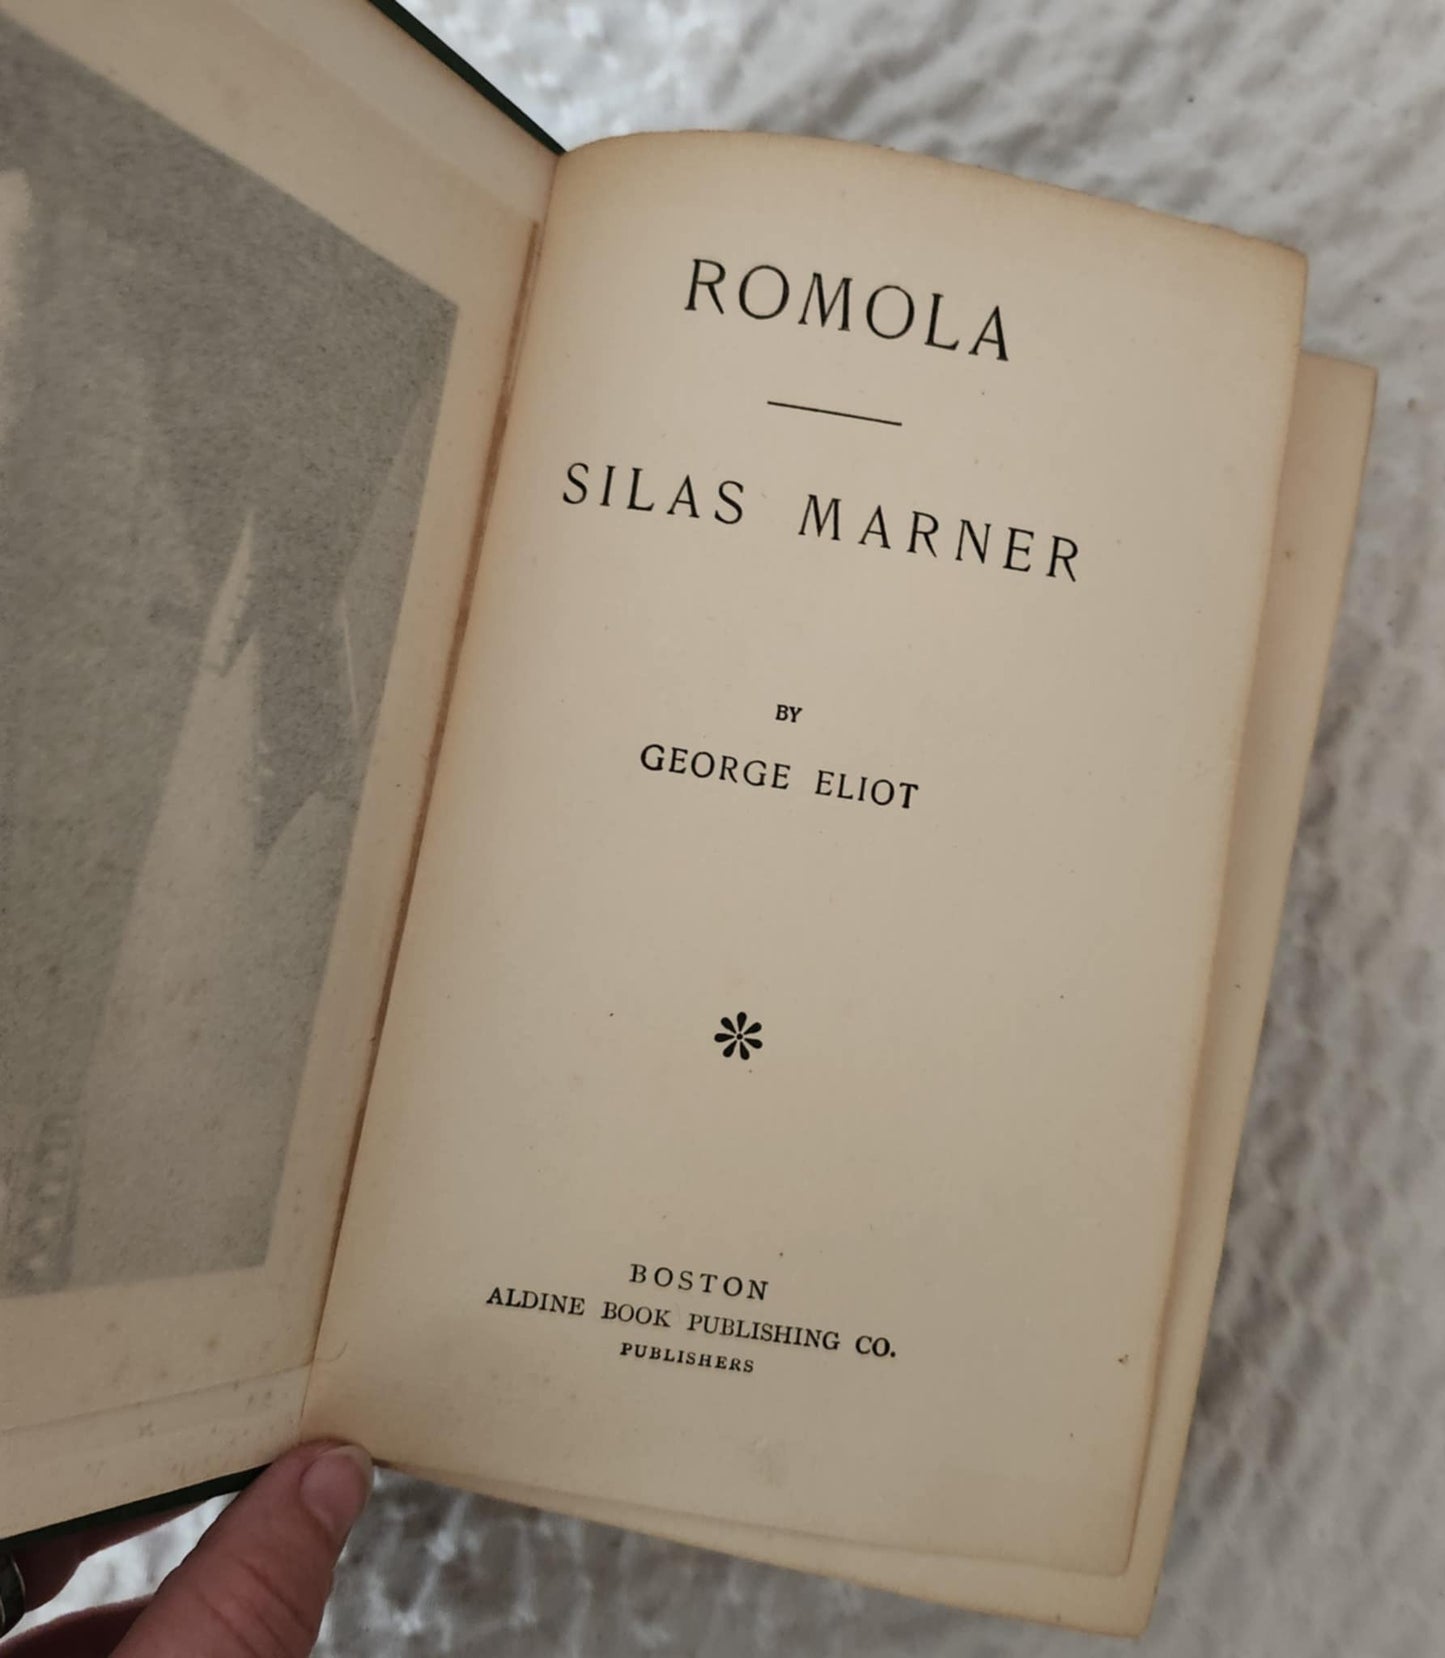 ROMOLA
SILAS MARNER
BY
GEORGE ELIOT
BOSTON
ALDINE BOOK PUBLISHING CO.
PUBLISHERS